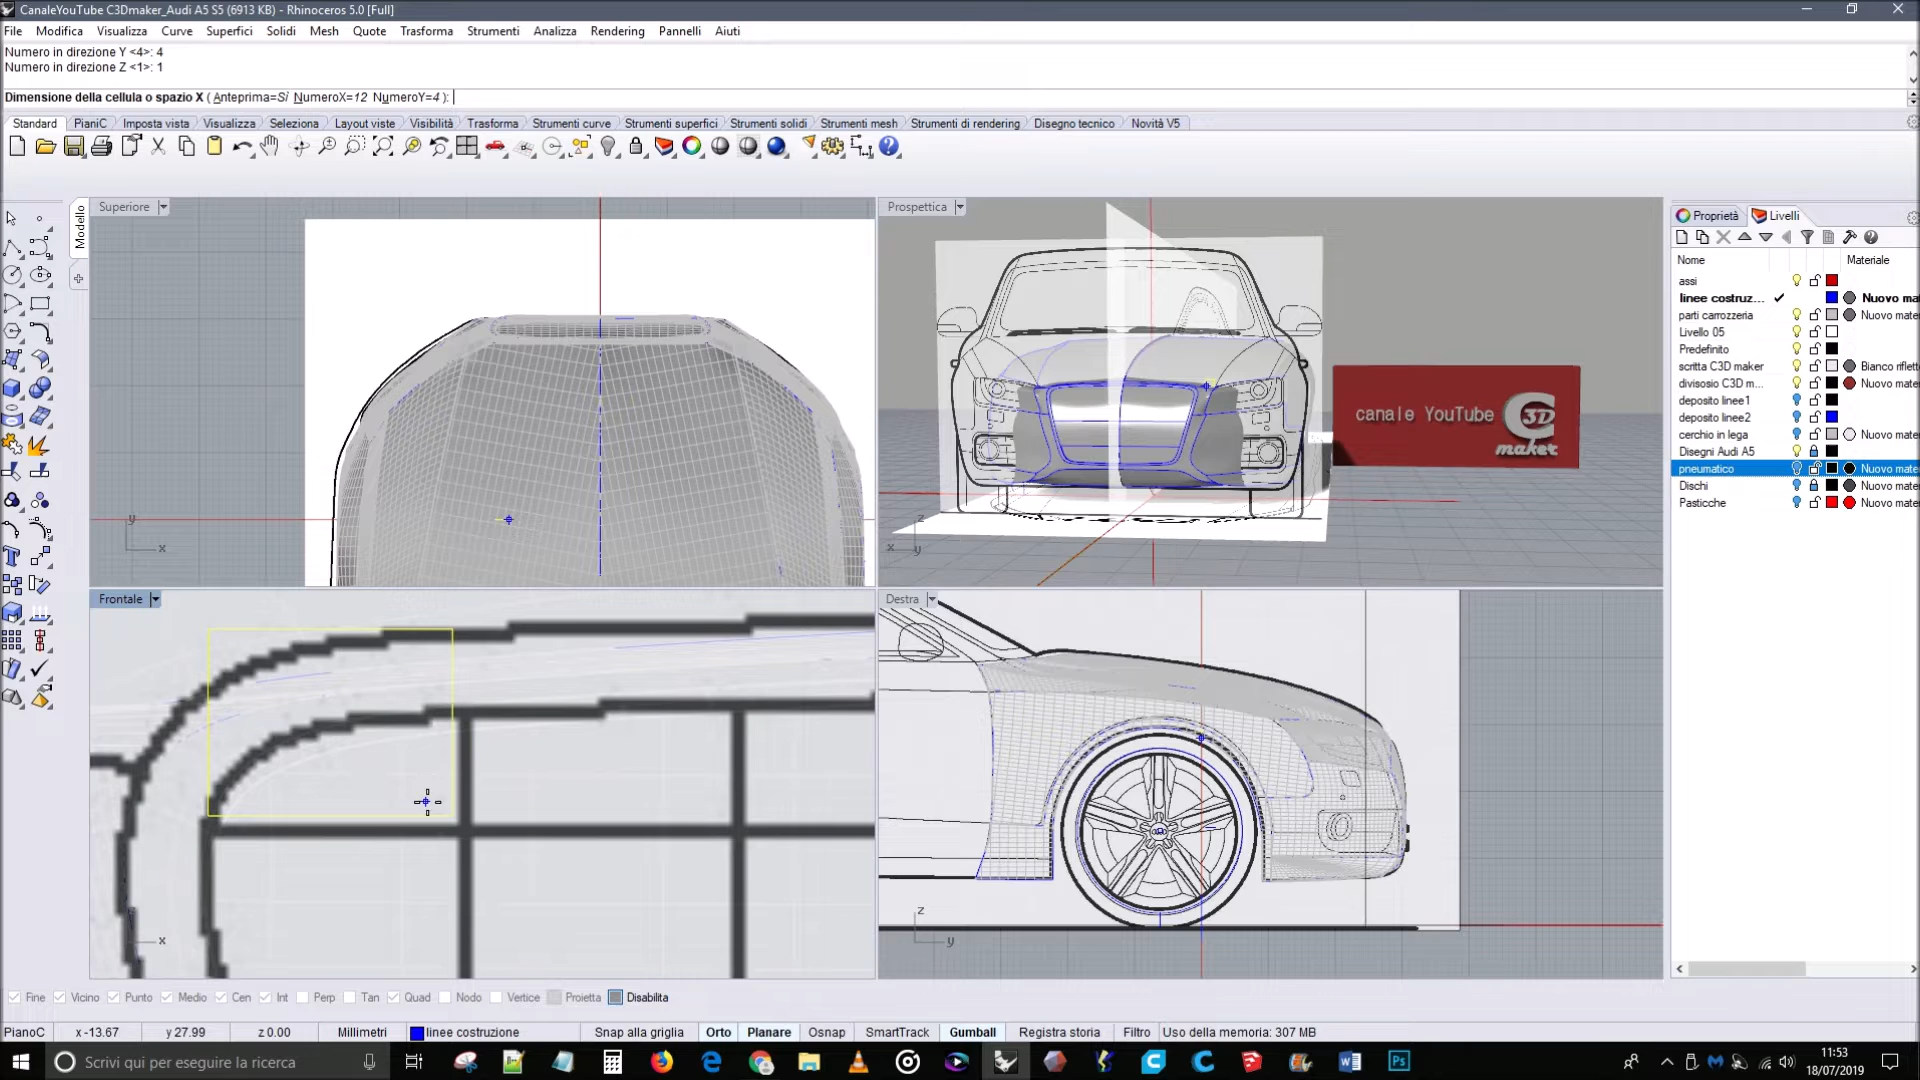 CanaleYouTube C3Dmaker_Audi A5 S5 (6913 KB) - Rhinoceros 5.0 [Full]
File Modifica Visualizza Curve Superfici Solidi Mesh Quote Trasforma Strumenti Analizza Rendering Pannelli Aiuti
Numero in direzione Y <4>: 4
Numero in direzione Z <1>: 1
Dimensione della cellula o spazio X ( Anteprima=Sì NumeroX=12 NumeroY=4 ):
Standard PianiC Imposta vista Visualizza Seleziona Layout viste Visibilità Trasforma Strumenti curve Strumenti superfici Strumenti solidi Strumenti mesh Strumenti di rendering Disegno tecnico Novità V5
Modello
Superiore
y
x
Prospettica
canale YouTube C3D maker
z
x
y
Frontale
x
Destra
z
y
Proprietà Livelli
Nome Materiale
assi
linee costruz... Nuovo ma
parti carrozzeria Nuovo mate
Livello 05
Predefinito
scritta C3D maker Bianco riflette
divisosio C3D m... Nuovo mate
deposito linee1
deposito linee2
cerchio in lega Nuovo mate
Disegni Audi A5
pneumatico Nuovo mate
Dischi Nuovo mate
Pasticche Nuovo mate
Fine Vicino Punto Medio Cen Int Perp Tan Quad Nodo Vertice Proietta Disabilita
PianoC x -13.67 y 27.99 z 0.00 Millimetri linee costruzione Snap alla griglia Orto Planare Osnap SmartTrack Gumball Registra storia Filtro Uso della memoria: 307 MB
Scrivi qui per eseguire la ricerca
11:53
18/07/2019